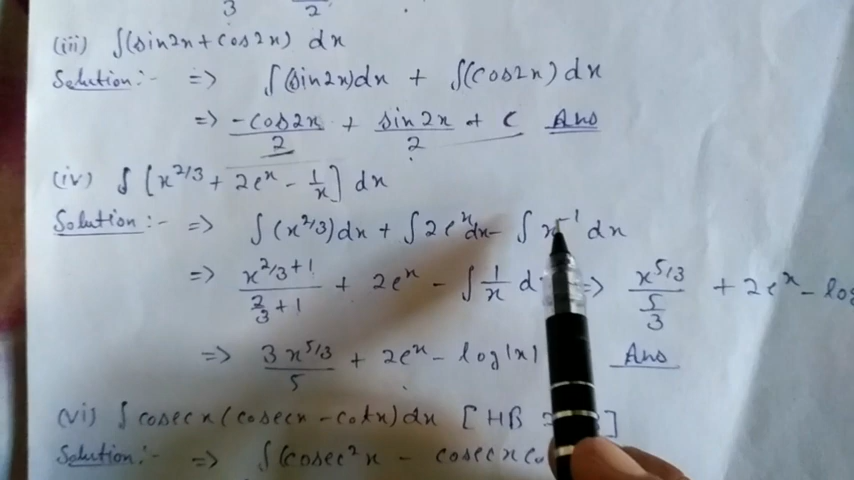 3 2
(iii) ∫(sin2x + cos2x) dx
Solution:- => ∫(sin2x)dx + ∫(cos2x) dx
=> -cos2x/2 + sin2x/2 + c Ans
(iv) ∫[x^2/3 + 2e^x - 1/x] dx
Solution:- => ∫(x^2/3)dx + ∫2e^x dx - ∫x^-1 dx
=> x^2/3+1/(2/3+1) + 2e^x - ∫1/x d => x^5/3/(5/3) + 2e^x - log
=> 3x^5/3/5 + 2e^x - log|x| Ans
(vi) ∫cosecx(cosecx - cotx)dx [HB
Solution:- => ∫(cosec²x - cosecx co